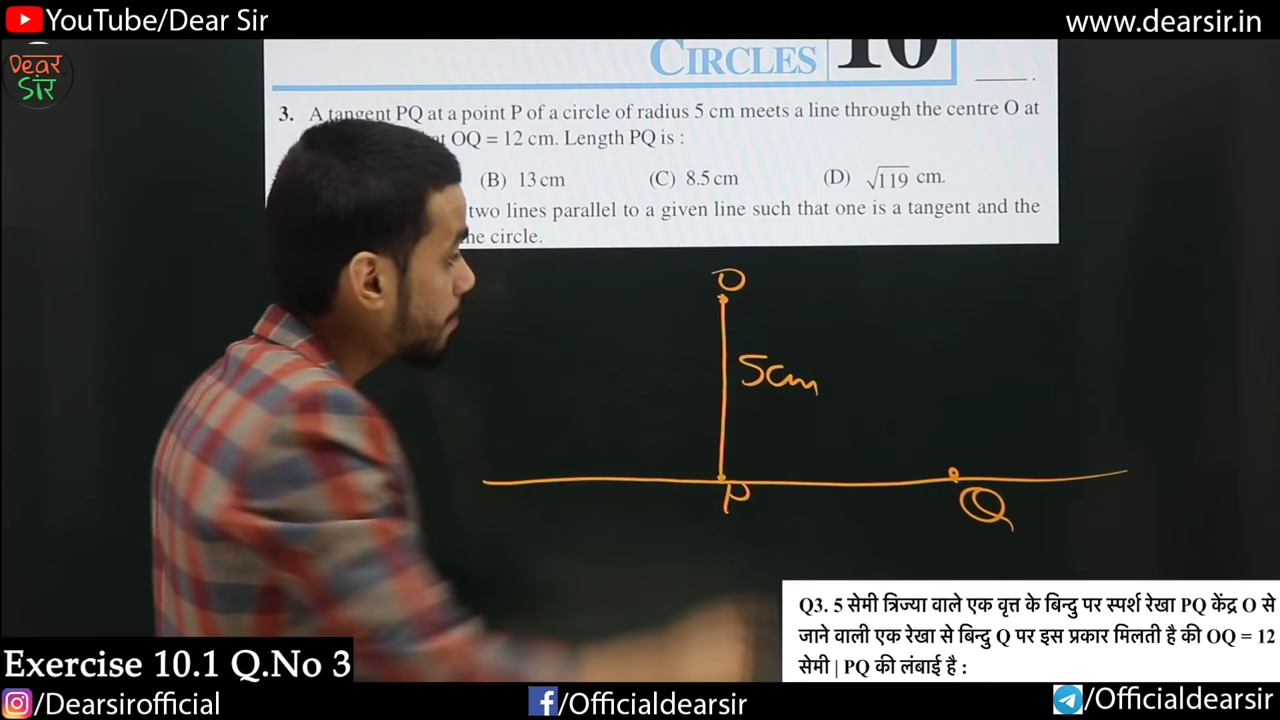 YouTube/Dear Sir
www.dearsir.in
Dear
सर
CIRCLES 10
3. A tangent PQ at a point P of a circle of radius 5 cm meets a line through the centre O at
OQ = 12 cm. Length PQ is :
(B) 13 cm (C) 8.5 cm (D) √119 cm.
two lines parallel to a given line such that one is a tangent and the
the circle.
O
5cm
P
Q
Q3. 5 सेमी त्रिज्या वाले एक वृत्त के बिन्दु पर स्पर्श रेखा PQ केंद्र O से
जाने वाली एक रेखा से बिन्दु Q पर इस प्रकार मिलती है की OQ = 12
सेमी | PQ की लंबाई है :
Exercise 10.1 Q.No 3
/Dearsirofficial
/Officialdearsir
/Officialdearsir